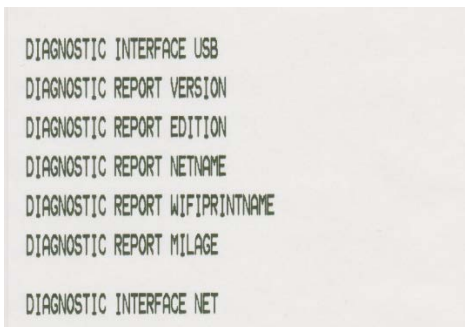 DIAGNOSTIC INTERFACE USB
DIAGNOSTIC REPORT VERSION
DIAGNOSTIC REPORT EDITION
DIAGNOSTIC REPORT NETNAME
DIAGNOSTIC REPORT WIFIPRINTNAME
DIAGNOSTIC REPORT MILAGE
DIAGNOSTIC INTERFACE NET